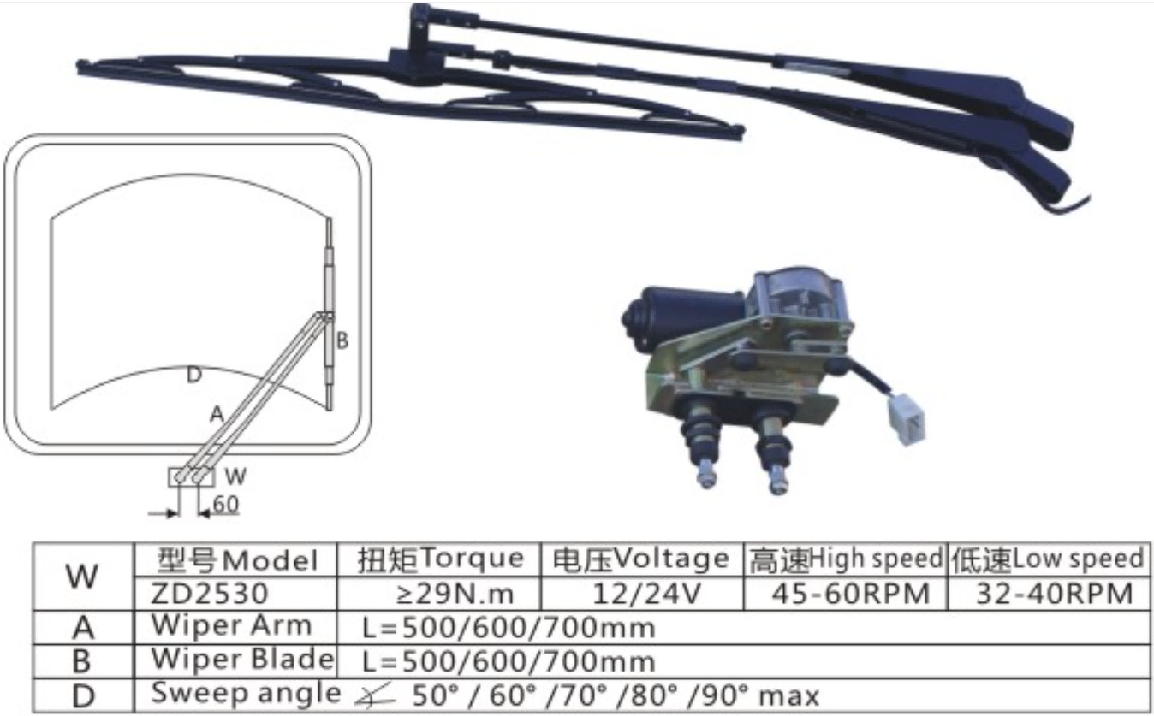 B
D
A
W
60
W
型号Model 扭矩Torque 电压Voltage 高速High speed 低速Low speed
ZD2530 ≥29N.m 12/24V 45-60RPM 32-40RPM
A Wiper Arm L=500/600/700mm
B Wiper Blade L=500/600/700mm
D Sweep angle ∡ 50° / 60° /70° /80° /90° max